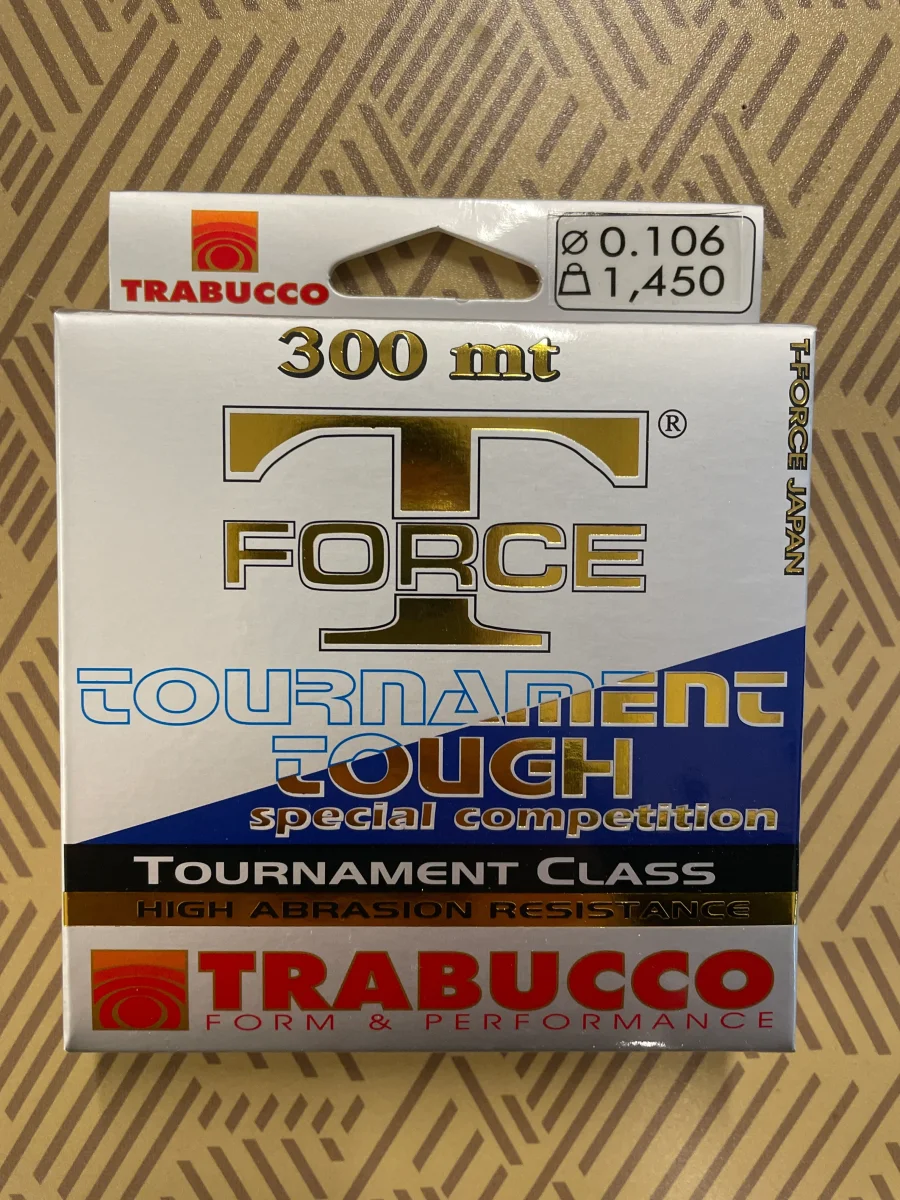 TRABUCCO
Ø 0.106
1,450
300 mt
T ®
FORCE
T-FORCE JAPAN
TOURNAMENT
TOUGH
special competition
TOURNAMENT CLASS
HIGH ABRASION RESISTANCE
TRABUCCO
FORM & PERFORMANCE